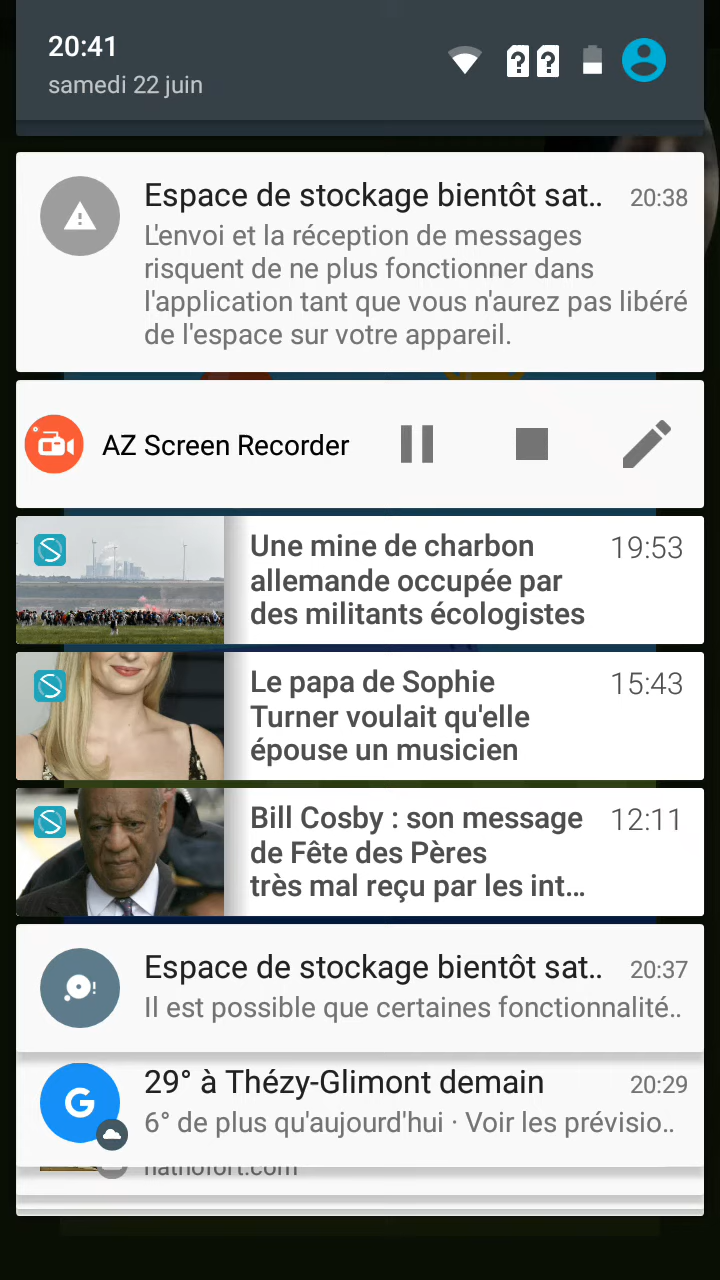 20:41
samedi 22 juin
Espace de stockage bientôt sat.. 20:38
L'envoi et la réception de messages
risquent de ne plus fonctionner dans
l'application tant que vous n'aurez pas libéré
de l'espace sur votre appareil.
AZ Screen Recorder
Une mine de charbon 19:53
allemande occupée par
des militants écologistes
Le papa de Sophie 15:43
Turner voulait qu'elle
épouse un musicien
Bill Cosby : son message 12:11
de Fête des Pères
très mal reçu par les int...
Espace de stockage bientôt sat.. 20:37
Il est possible que certaines fonctionnalité..
29° à Thézy-Glimont demain 20:29
6° de plus qu'aujourd'hui · Voir les prévisio..